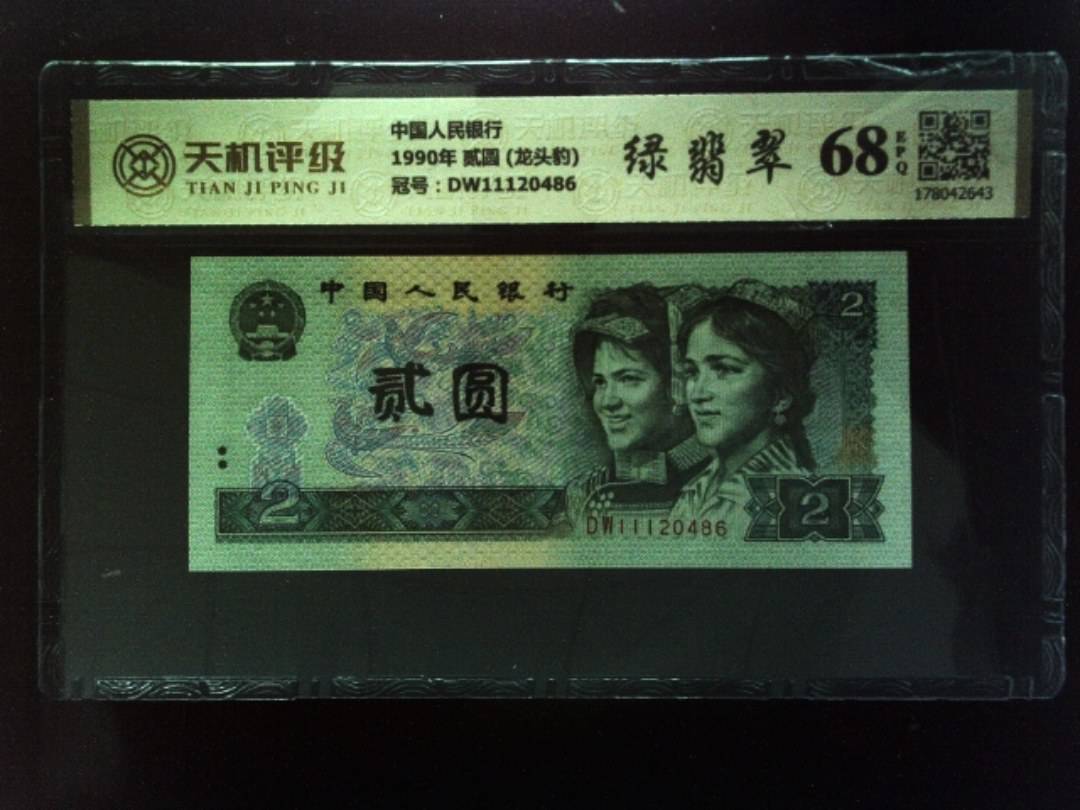 天机评级
TIAN JI PING JI
中国人民银行
1990年 贰圆 (龙头豹)
冠号：DW11120486
绿翡翠
68
EPQ
178042643
中国人民银行
2
贰圆
2
2
DW11120486